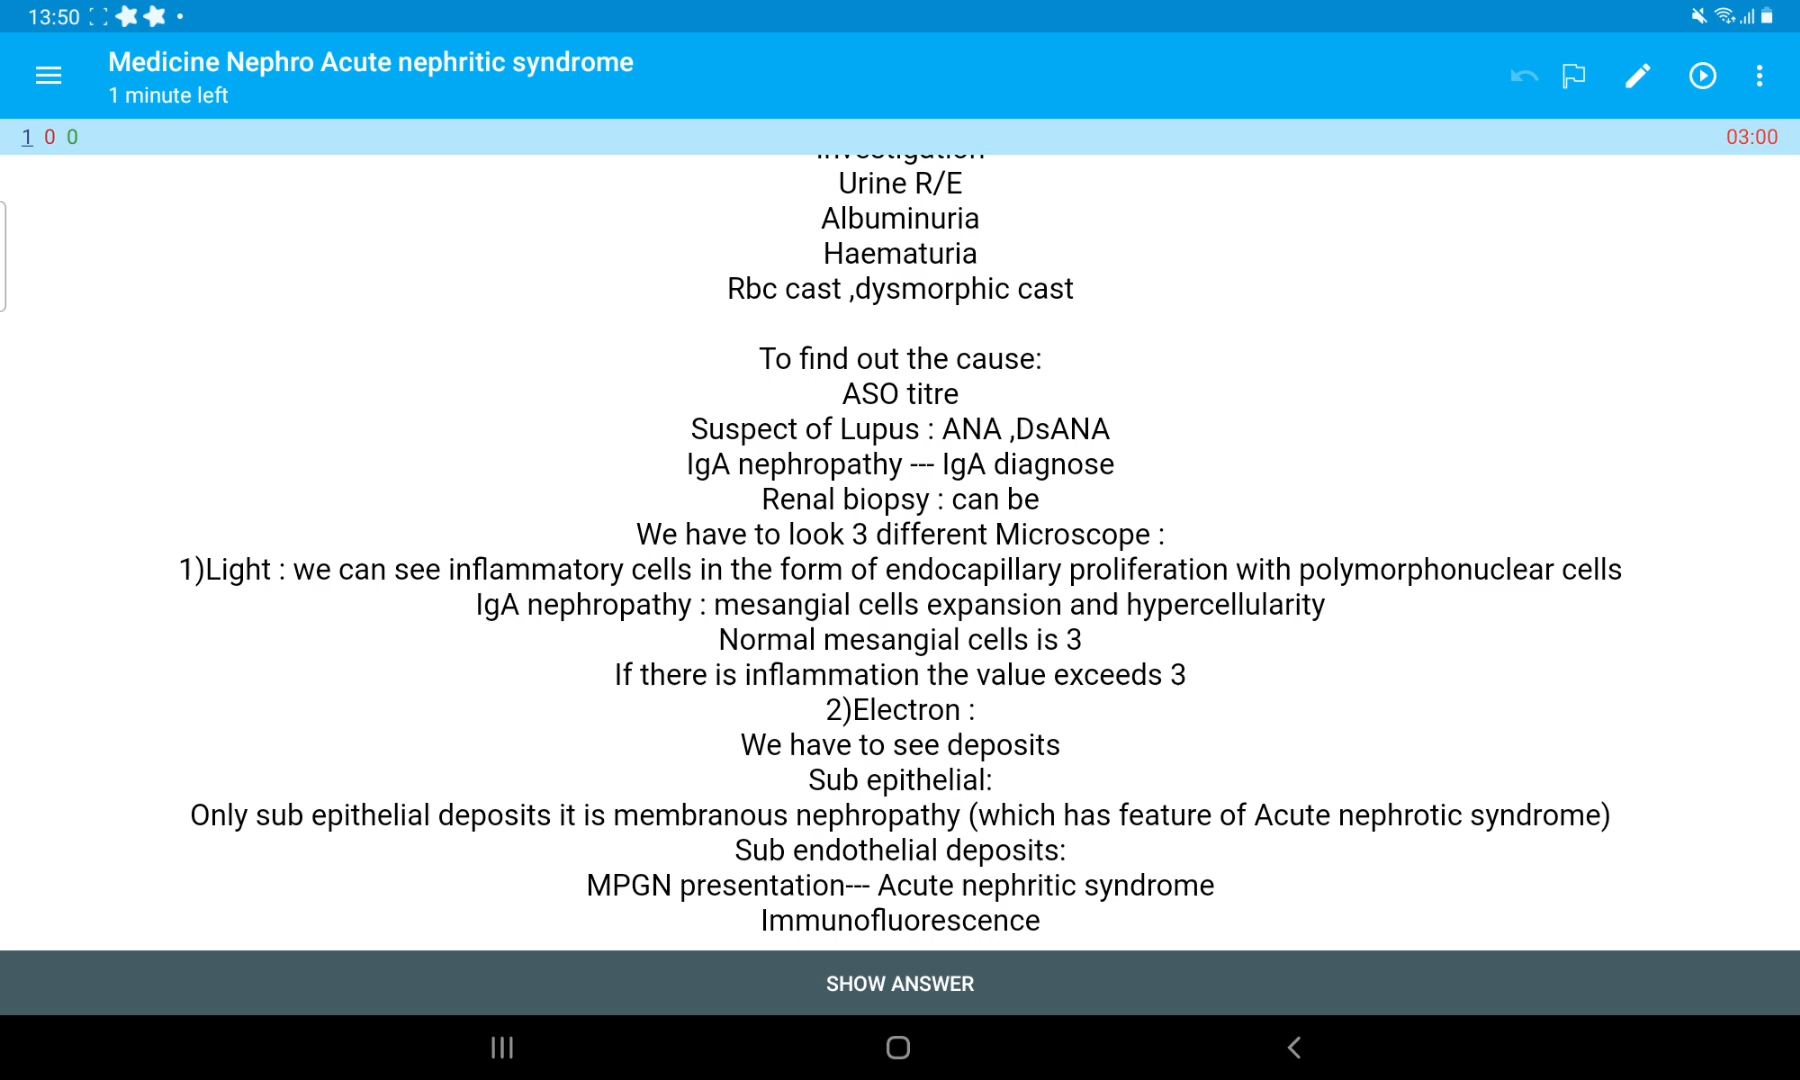 13:50
Medicine Nephro Acute nephritic syndrome
1 minute left
1 0 0
03:00
Investigation
Urine R/E
Albuminuria
Haematuria
Rbc cast ,dysmorphic cast
To find out the cause:
ASO titre
Suspect of Lupus : ANA ,DsANA
IgA nephropathy --- IgA diagnose
Renal biopsy : can be
We have to look 3 different Microscope :
1)Light : we can see inflammatory cells in the form of endocapillary proliferation with polymorphonuclear cells
IgA nephropathy : mesangial cells expansion and hypercellularity
Normal mesangial cells is 3
If there is inflammation the value exceeds 3
2)Electron :
We have to see deposits
Sub epithelial:
Only sub epithelial deposits it is membranous nephropathy (which has feature of Acute nephrotic syndrome)
Sub endothelial deposits:
MPGN presentation--- Acute nephritic syndrome
Immunofluorescence
SHOW ANSWER